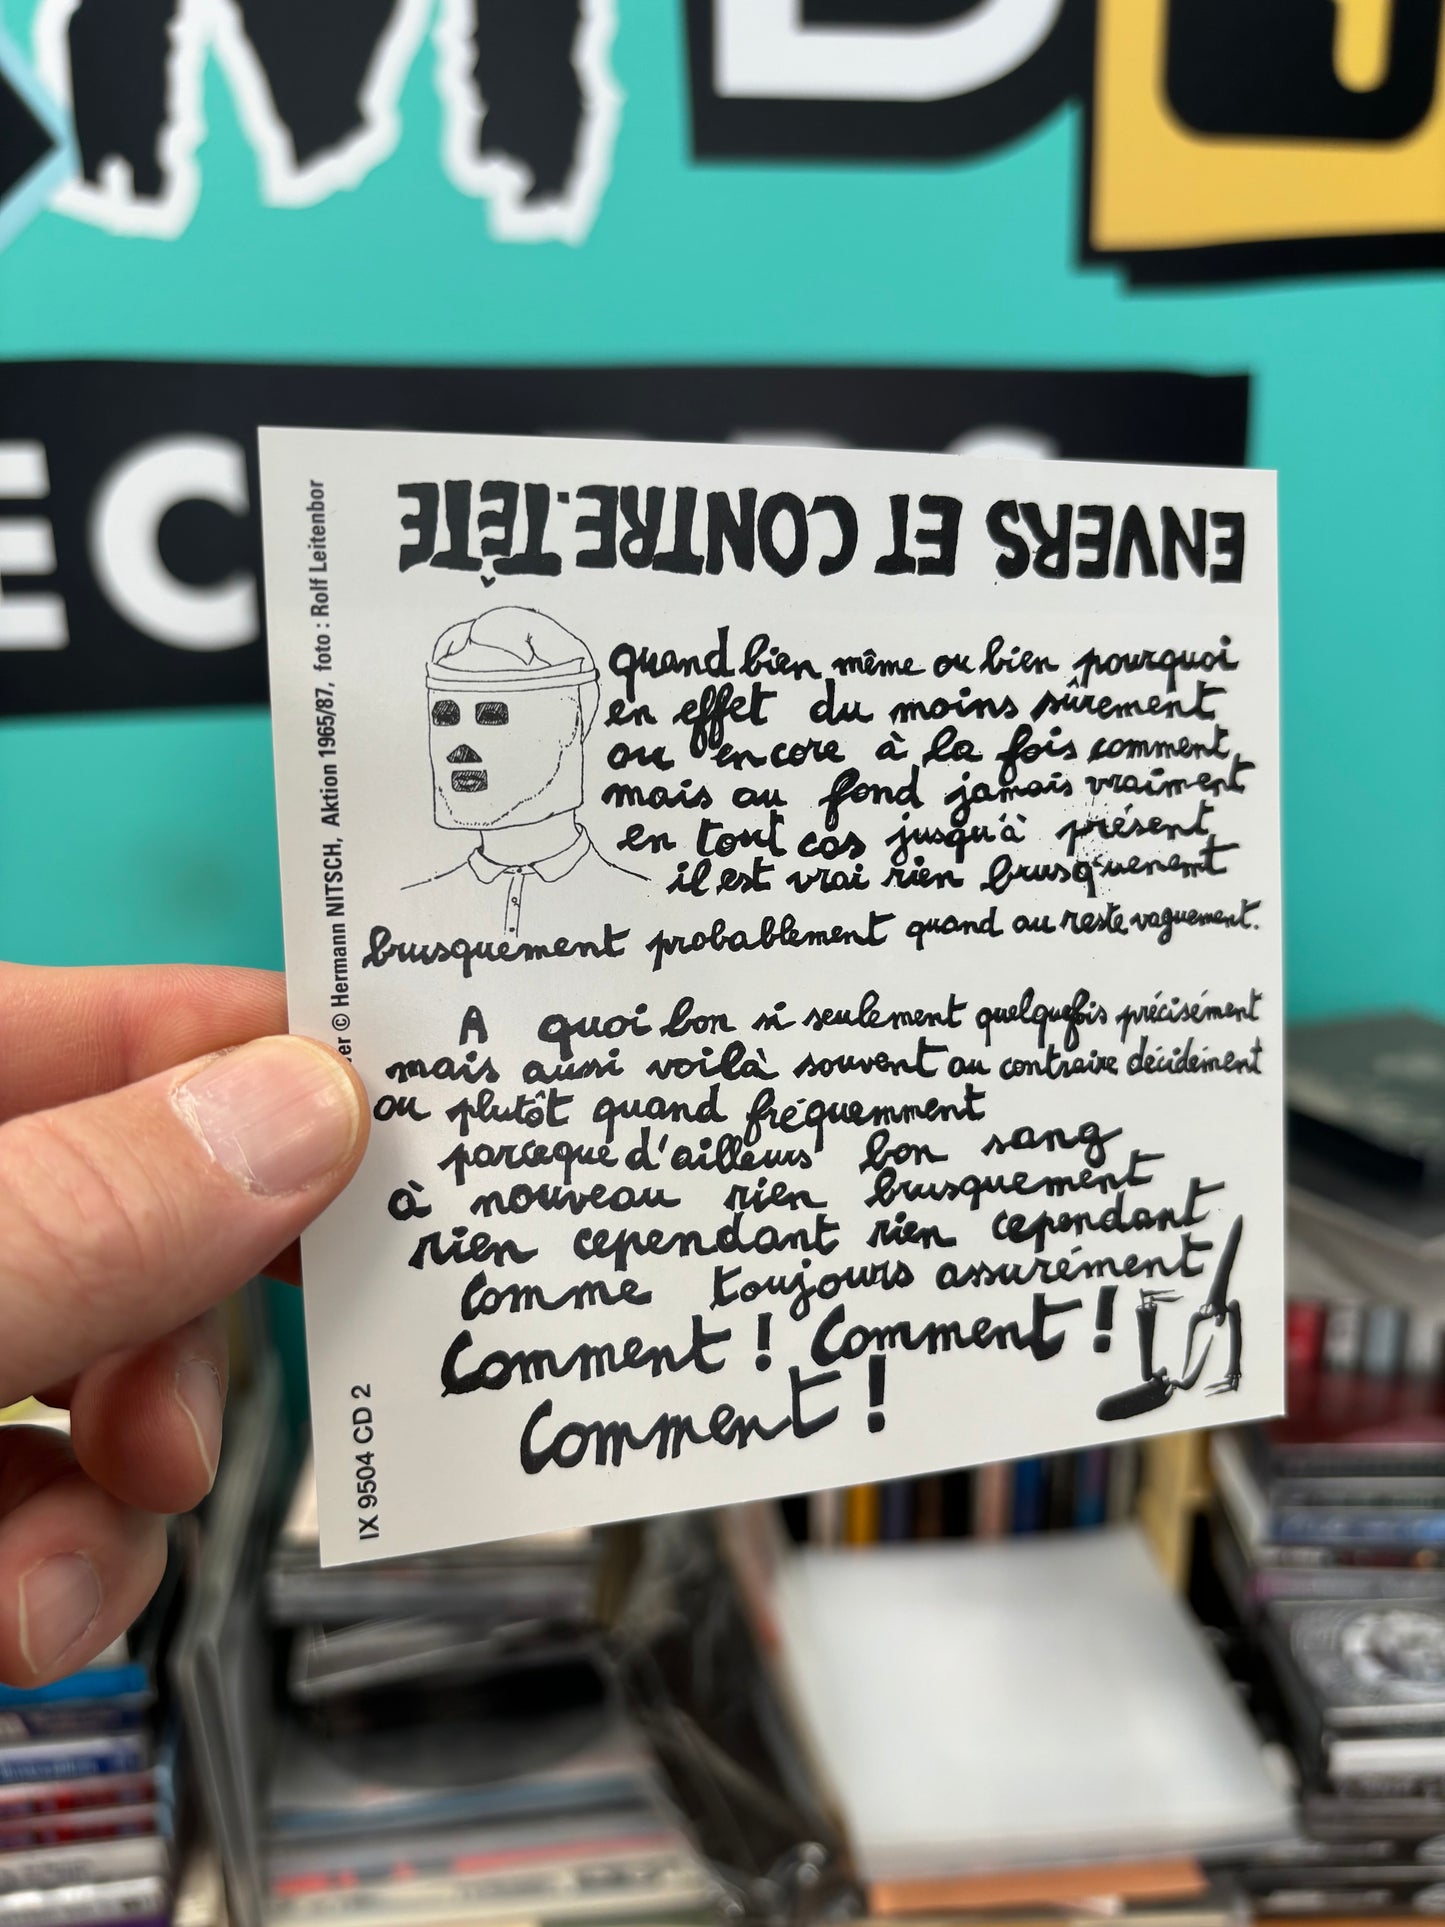 ENVERS ET CONTRE.TÊTE
quand bien même ou bien pourquoi
en effet du moins sûrement
ou encore à la fois comment
mais au fond jamais vraiment
en tout cas jusqu'à présent
il est vrai rien brusquement
brusquement probablement quand au reste vaguement.
A quoi bon si seulement quelquefois précisément
mais aussi voilà souvent au contraire décidément
ou plutôt quand fréquemment
parceque d'ailleurs bon sang
à nouveau rien brusquement
rien cependant rien cependant
comme toujours assurément
Comment ! Comment !
Comment !
© Hermann NITSCH, Aktion 1965/87, foto : Rolf Leitenbor
IX 9504 CD 2